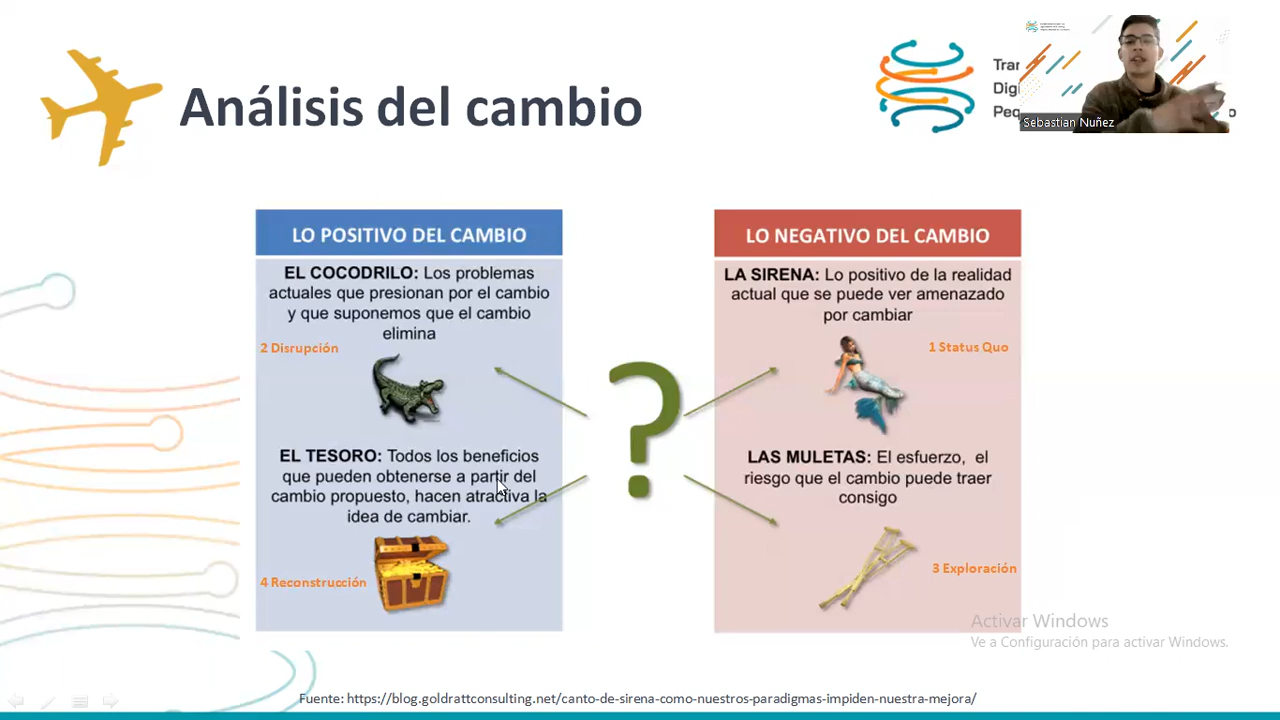 Análisis del cambio
Tran
Digi
Pequ
o
Sebastian Nuñez
LO POSITIVO DEL CAMBIO
EL COCODRILO: Los problemas
actuales que presionan por el cambio
y que suponemos que el cambio
elimina
2 Disrupción
EL TESORO: Todos los beneficios
que pueden obtenerse a partir del
cambio propuesto, hacen atractiva la
idea de cambiar.
4 Reconstrucción
?
LO NEGATIVO DEL CAMBIO
LA SIRENA: Lo positivo de la realidad
actual que se puede ver amenazado
por cambiar
1 Status Quo
LAS MULETAS: El esfuerzo, el
riesgo que el cambio puede traer
consigo
3 Exploración
Activar Windows
Ve a Configuración para activar Windows.
Fuente: https://blog.goldrattconsulting.net/canto-de-sirena-como-nuestros-paradigmas-impiden-nuestra-mejora/